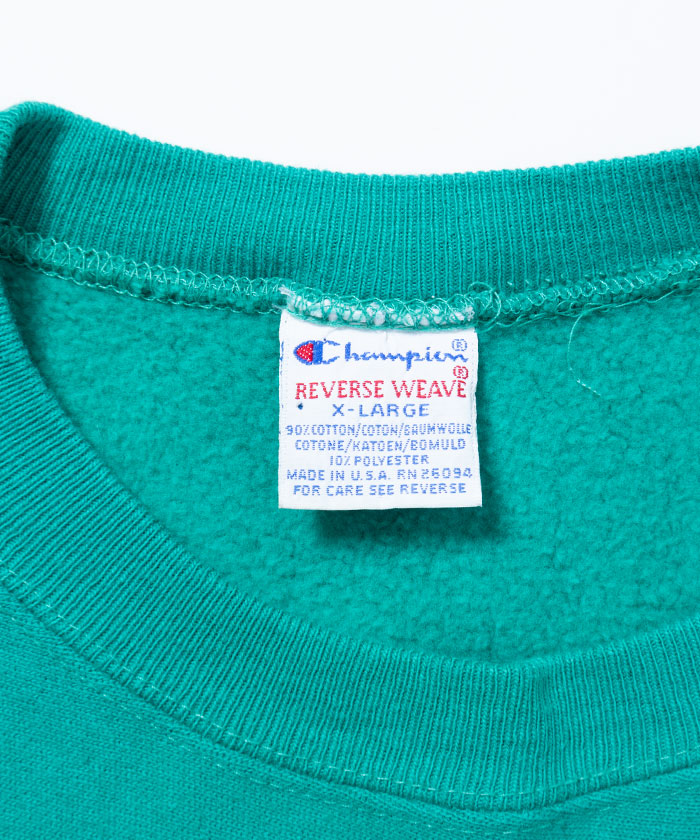 Champion®
REVERSE WEAVE®
X-LARGE
90% COTTON/COTON/BAUMWOLLE
COTONE/KATOEN/BOMULD
10% POLYESTER
MADE IN U.S.A. RN 26094
FOR CARE SEE REVERSE